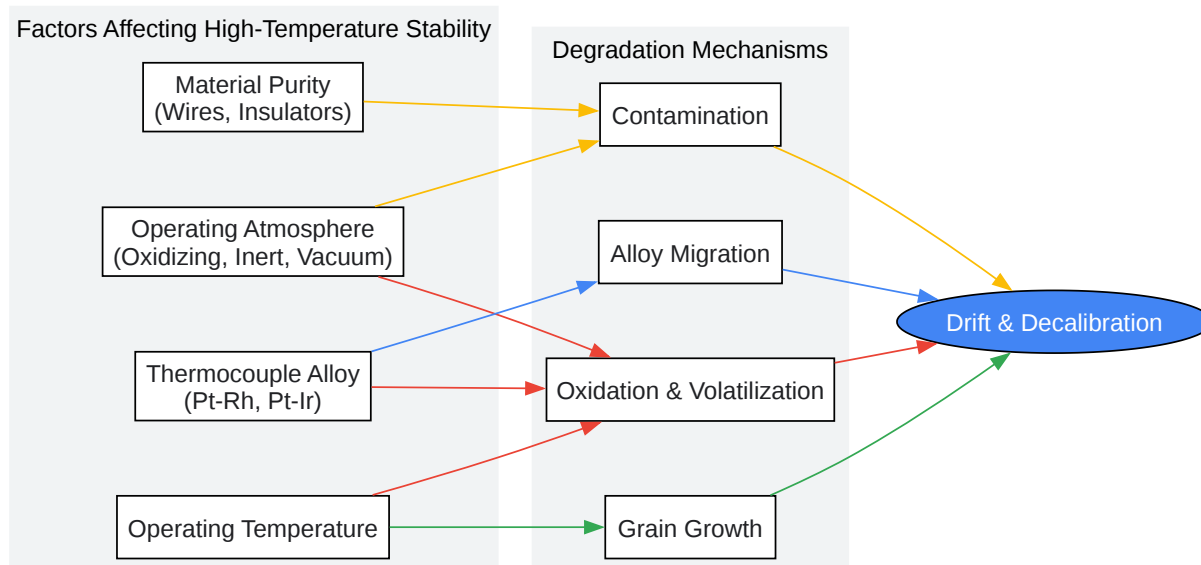 Factors Affecting High-Temperature Stability
Material Purity
(Wires, Insulators)
Operating Atmosphere
(Oxidizing, Inert, Vacuum)
Thermocouple Alloy
(Pt-Rh, Pt-Ir)
Operating Temperature
Degradation Mechanisms
Contamination
Alloy Migration
Oxidation & Volatilization
Grain Growth
Drift & Decalibration